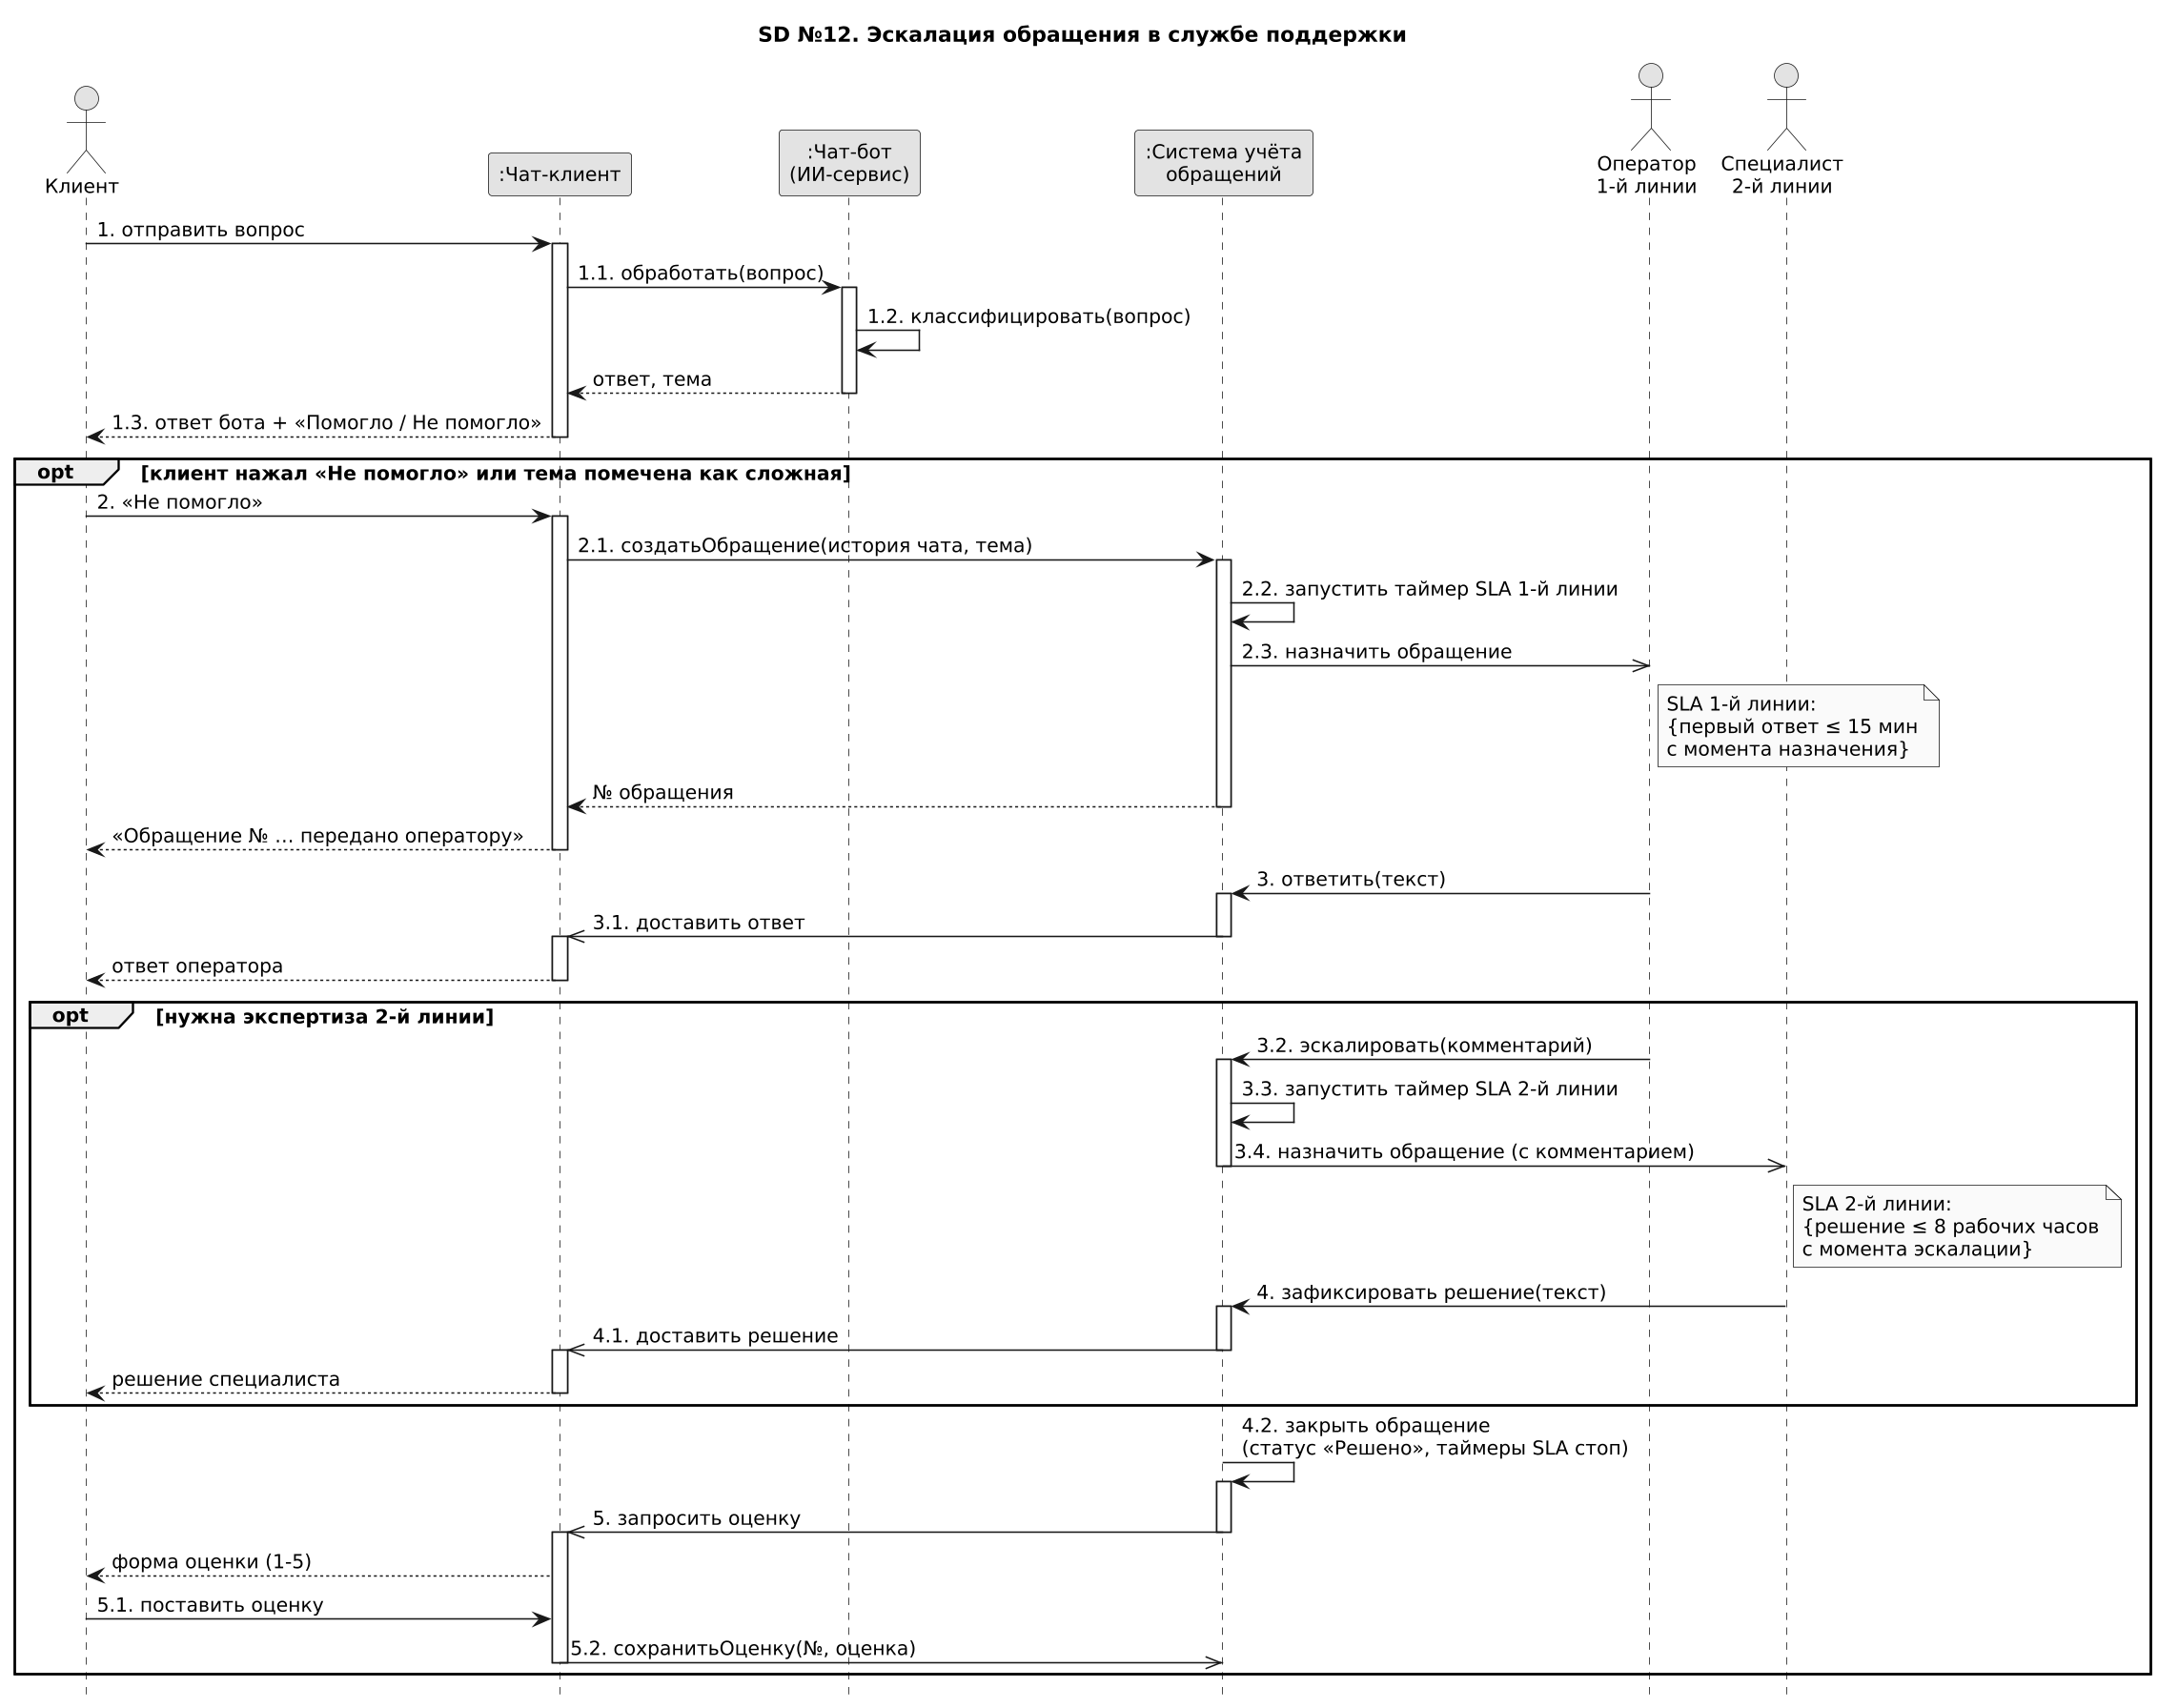 SD №12. Эскалация обращения в службе поддержки
Клиент
:Чат-клиент
:Чат-бот
(ИИ-сервис)
:Система учёта
обращений
Оператор
1-й линии
Специалист
2-й линии
1. отправить вопрос
1.1. обработать(вопрос)
1.2. классифицировать(вопрос)
ответ, тема
1.3. ответ бота + «Помогло / Не помогло»
opt
[клиент нажал «Не помогло» или тема помечена как сложная]
2. «Не помогло»
2.1. создатьОбращение(история чата, тема)
2.2. запустить таймер SLA 1-й линии
2.3. назначить обращение
SLA 1-й линии:
{первый ответ ≤ 15 мин
с момента назначения}
№ обращения
«Обращение № ... передано оператору»
3. ответить(текст)
3.1. доставить ответ
ответ оператора
opt
[нужна экспертиза 2-й линии]
3.2. эскалировать(комментарий)
3.3. запустить таймер SLA 2-й линии
3.4. назначить обращение (с комментарием)
SLA 2-й линии:
{решение ≤ 8 рабочих часов
с момента эскалации}
4. зафиксировать решение(текст)
4.1. доставить решение
решение специалиста
4.2. закрыть обращение
(статус «Решено», таймеры SLA стоп)
5. запросить оценку
форма оценки (1-5)
5.1. поставить оценку
5.2. сохранитьОценку(№, оценка)